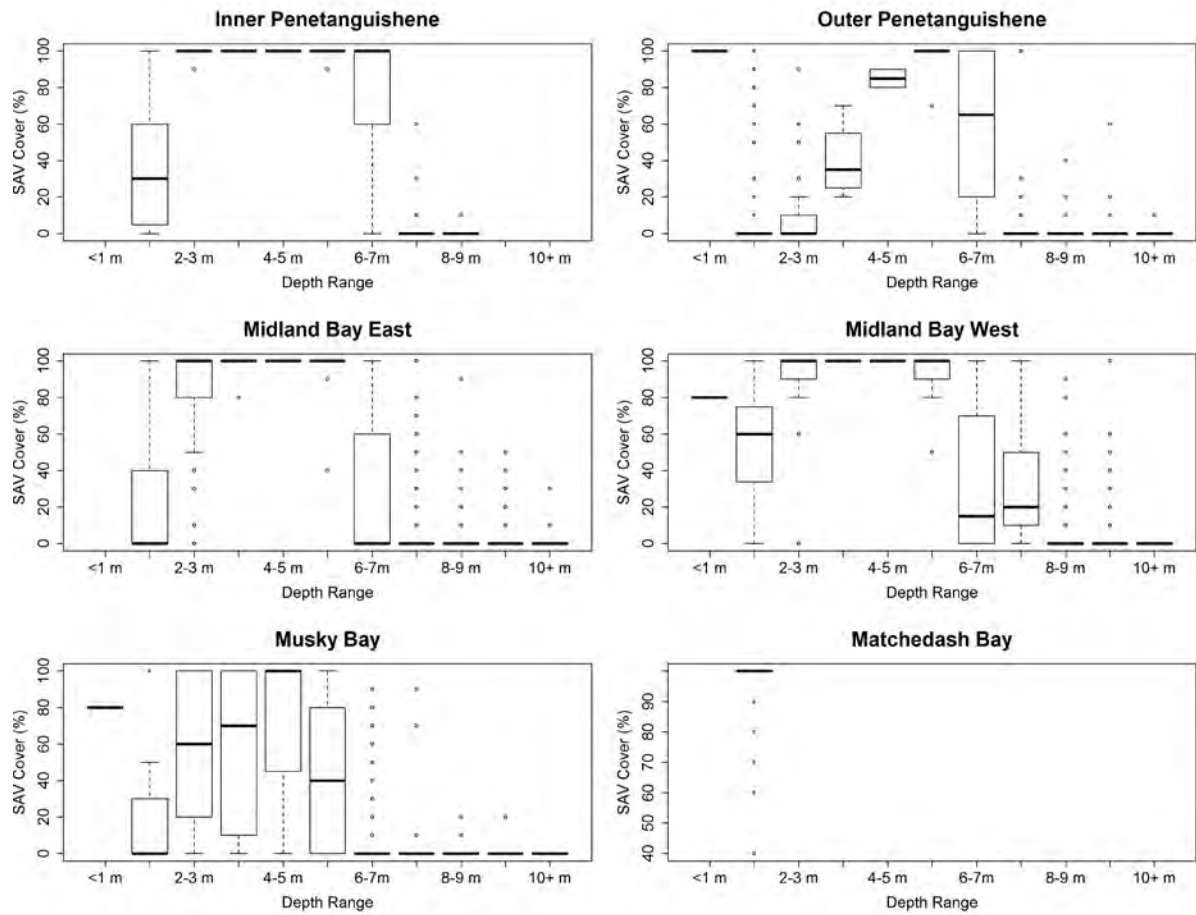 Inner Penetanguishene
SAV Cover (%)
100
80
60
40
20
0
<1 m 2-3 m 4-5 m 6-7m 8-9 m 10+ m
Depth Range
Outer Penetanguishene
SAV Cover (%)
100
80
60
40
20
0
<1 m 2-3 m 4-5 m 6-7m 8-9 m 10+ m
Depth Range
Midland Bay East
SAV Cover (%)
100
80
60
40
20
0
<1 m 2-3 m 4-5 m 6-7m 8-9 m 10+ m
Depth Range
Midland Bay West
SAV Cover (%)
100
80
60
40
20
0
<1 m 2-3 m 4-5 m 6-7m 8-9 m 10+ m
Depth Range
Musky Bay
SAV Cover (%)
100
80
60
40
20
0
<1 m 2-3 m 4-5 m 6-7m 8-9 m 10+ m
Depth Range
Matchedash Bay
SAV Cover (%)
90
80
70
60
50
40
<1 m 2-3 m 4-5 m 6-7m 8-9 m 10+ m
Depth Range